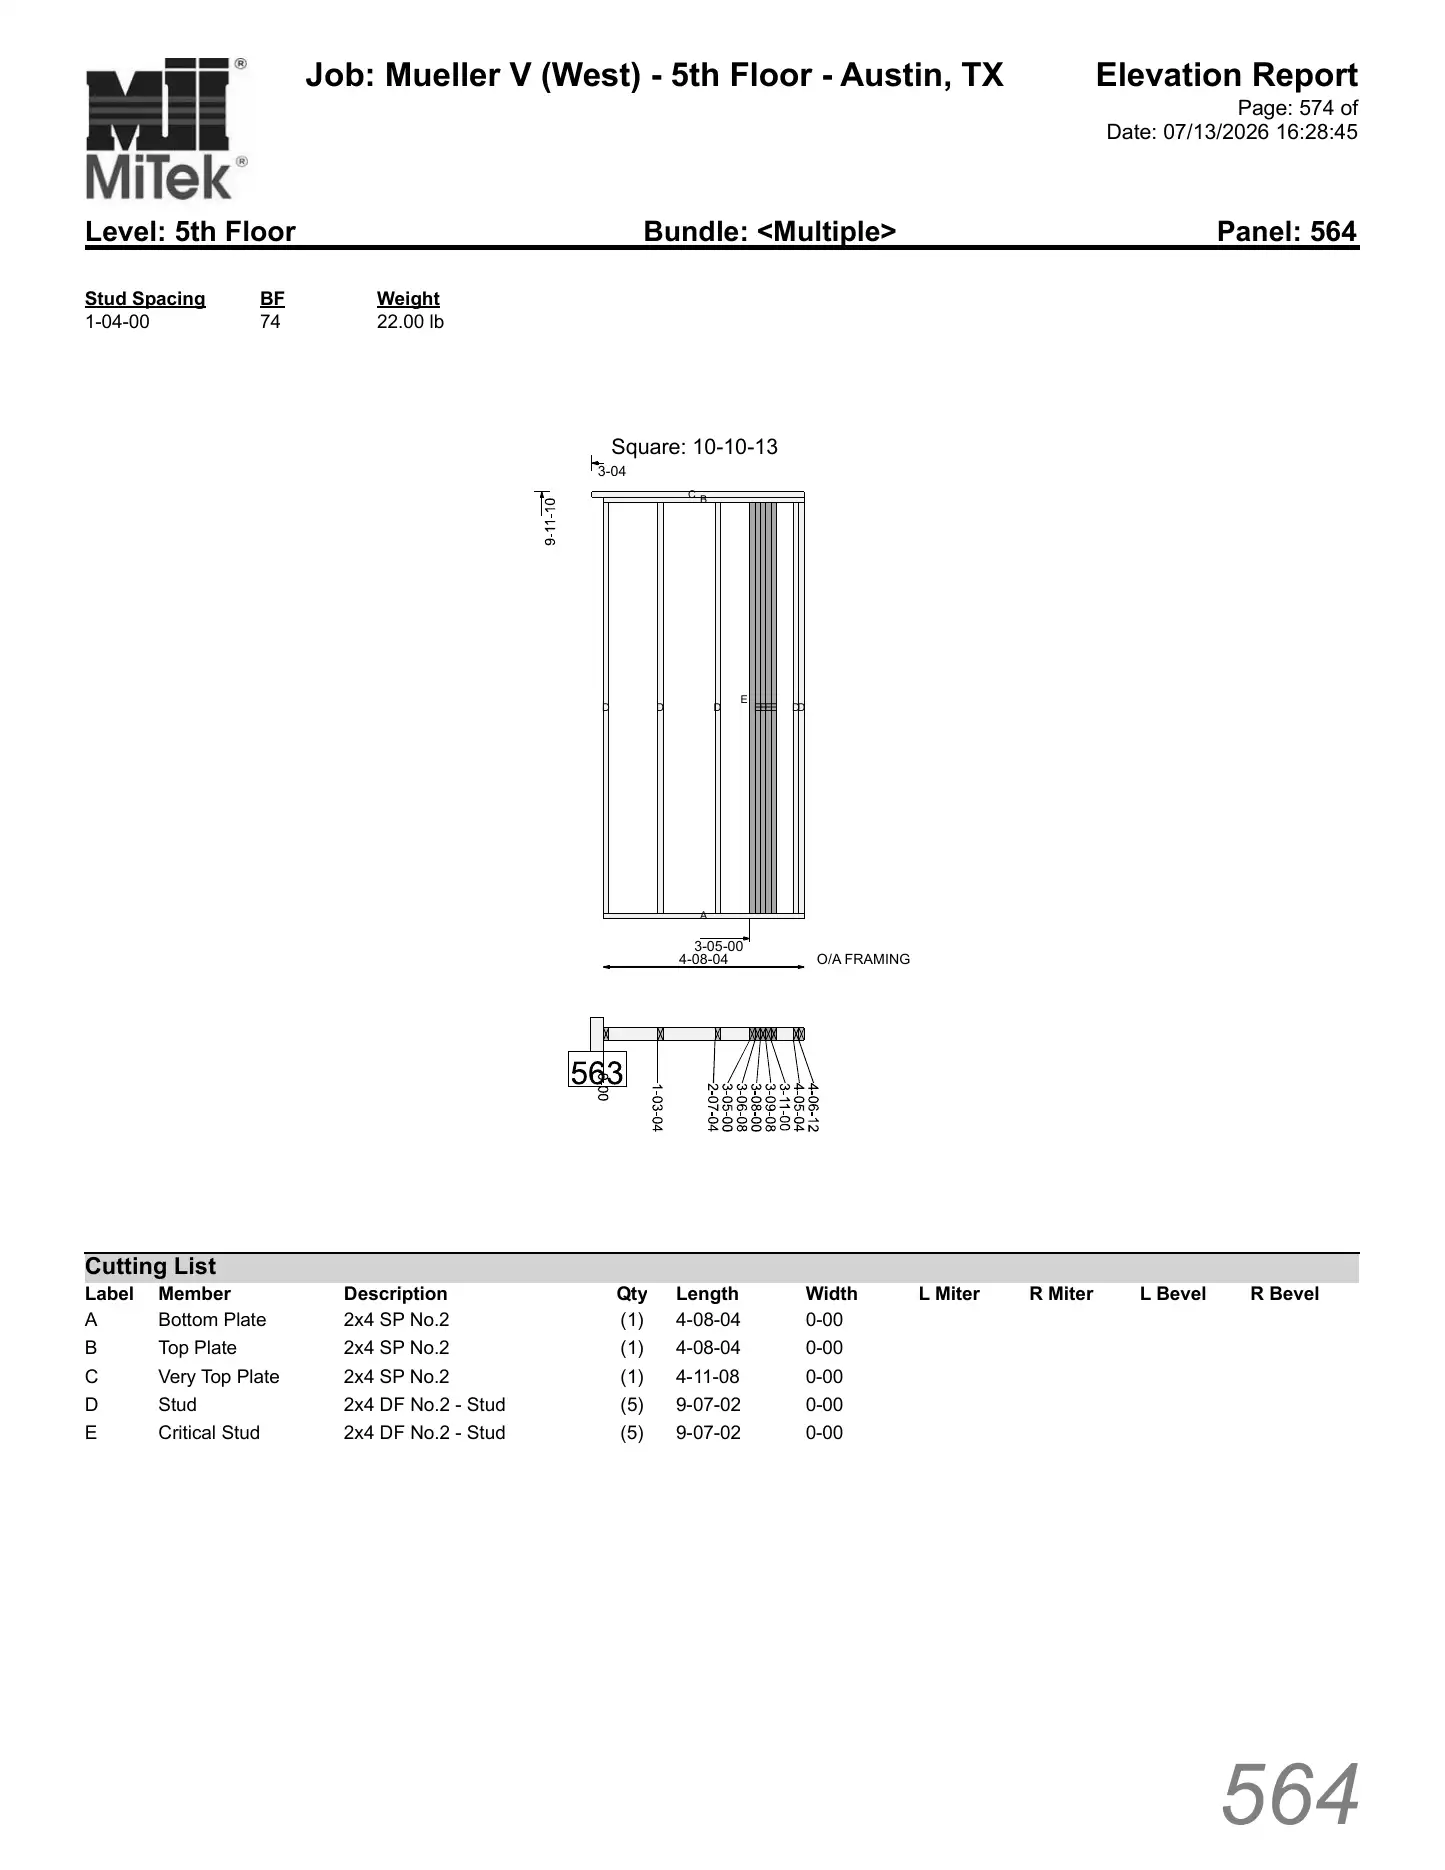 Job: Mueller V (West) - 5th Floor - Austin, TX
Elevation Report
Page: 574 of
Date: 07/13/2026 16:28:45
MiTek®
Level: 5th Floor Bundle: <Multiple> Panel: 564
Stud Spacing BF Weight
1-04-00 74 22.00 lb
Square: 10-10-13
3-04
9-11-10
C
B
E
D D D D D
A
3-05-00
4-08-04 O/A FRAMING
563
1-03-04
2-07-04
3-05-00
3-06-08
3-08-00
3-09-08
3-11-00
4-05-04
4-06-12
Cutting List
Label Member Description Qty Length Width L Miter R Miter L Bevel R Bevel
A Bottom Plate 2x4 SP No.2 (1) 4-08-04 0-00
B Top Plate 2x4 SP No.2 (1) 4-08-04 0-00
C Very Top Plate 2x4 SP No.2 (1) 4-11-08 0-00
D Stud 2x4 DF No.2 - Stud (5) 9-07-02 0-00
E Critical Stud 2x4 DF No.2 - Stud (5) 9-07-02 0-00
564